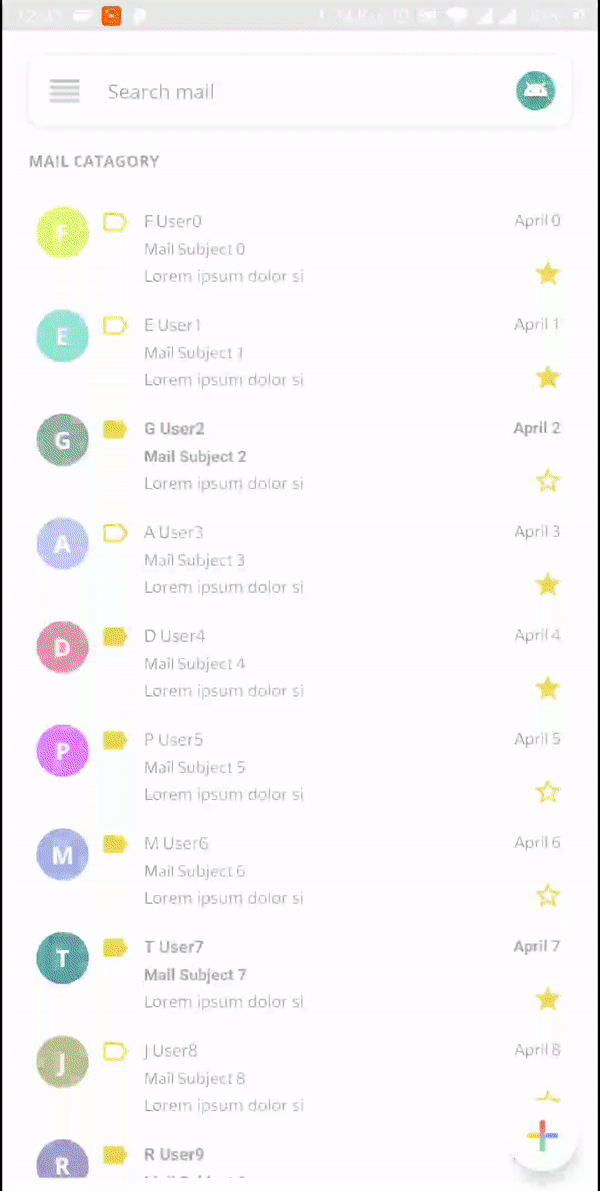 Search mail
MAIL CATAGORY
F
F User0
April 0
Mail Subject 0
Lorem ipsum dolor si
E
E User1
April 1
Mail Subject 1
Lorem ipsum dolor si
G
G User2
April 2
Mail Subject 2
Lorem ipsum dolor si
A
A User3
April 3
Mail Subject 3
Lorem ipsum dolor si
D
D User4
April 4
Mail Subject 4
Lorem ipsum dolor si
P
P User5
April 5
Mail Subject 5
Lorem ipsum dolor si
M
M User6
April 6
Mail Subject 6
Lorem ipsum dolor si
T
T User7
April 7
Mail Subject 7
Lorem ipsum dolor si
J
J User8
April 8
Mail Subject 8
Lorem ipsum dolor si
R
R User9